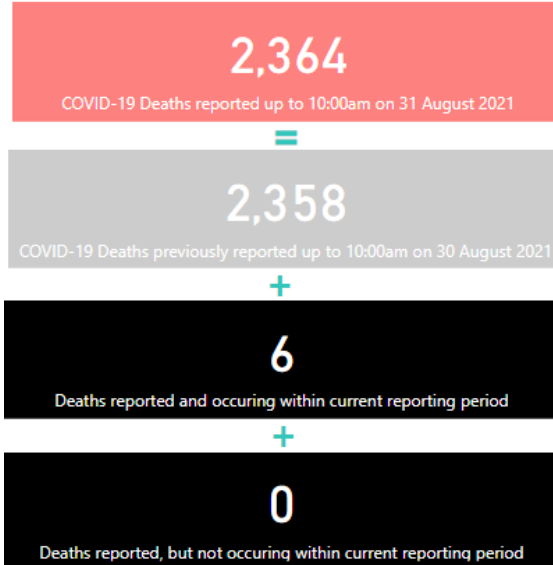 2,364
COVID-19 Deaths reported up to 10:00am on 31 August 2021
=
2,358
COVID-19 Deaths previously reported up to 10:00am on 30 August 2021
+
6
Deaths reported and occuring within current reporting period
+
0
Deaths reported, but not occuring within current reporting period